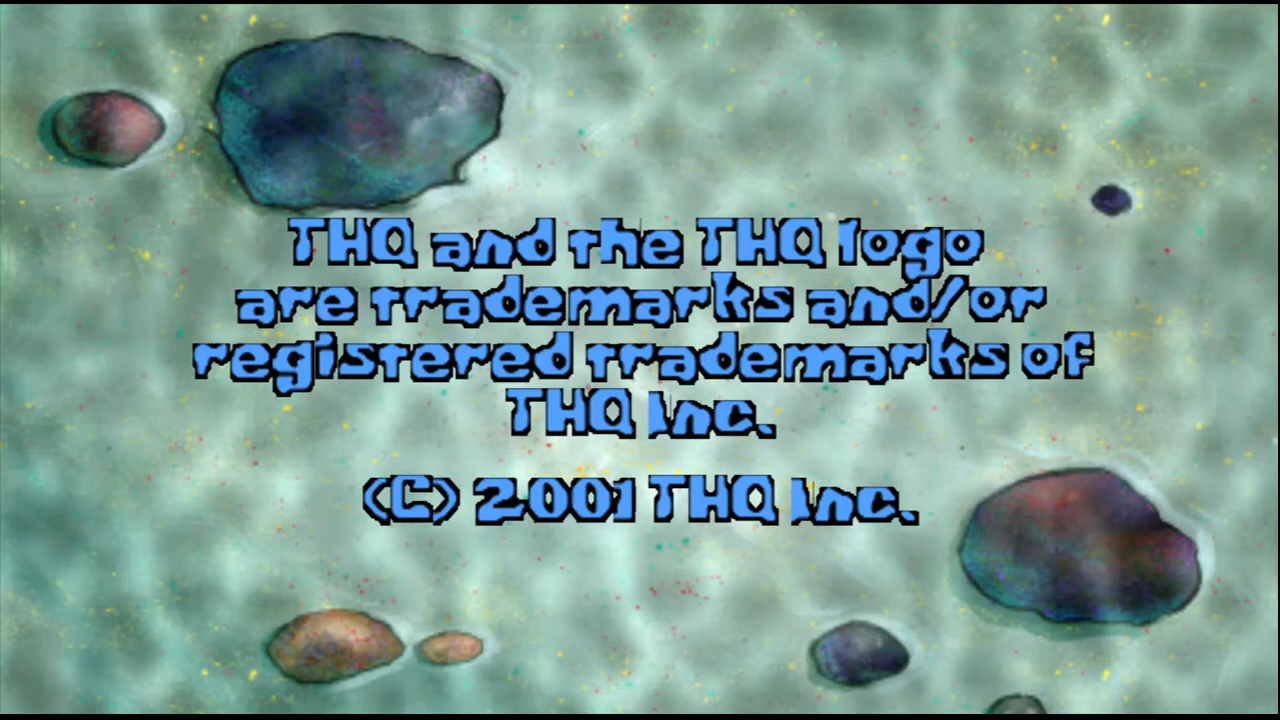 THQ and the THQ logo
are trademarks and/or
registered trademarks of
THQ Inc.
(C) 2001 THQ Inc.